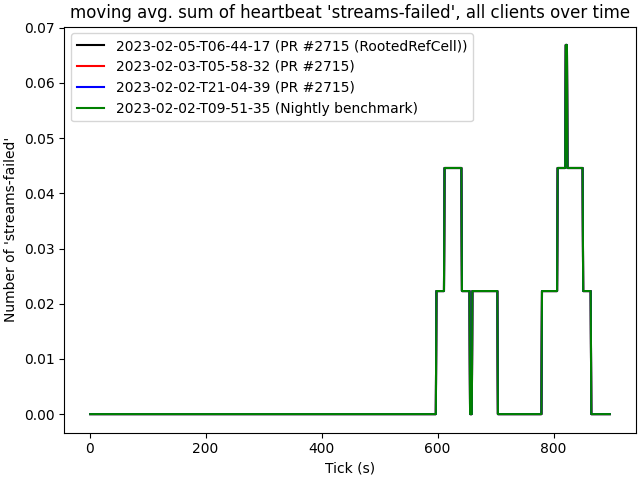 moving avg. sum of heartbeat 'streams-failed', all clients over time
2023-02-05-T06-44-17 (PR #2715 (RootedRefCell))
2023-02-03-T05-58-32 (PR #2715)
2023-02-02-T21-04-39 (PR #2715)
2023-02-02-T09-51-35 (Nightly benchmark)
Number of 'streams-failed'
0.07
0.06
0.05
0.04
0.03
0.02
0.01
0.00
0 200 400 600 800
Tick (s)